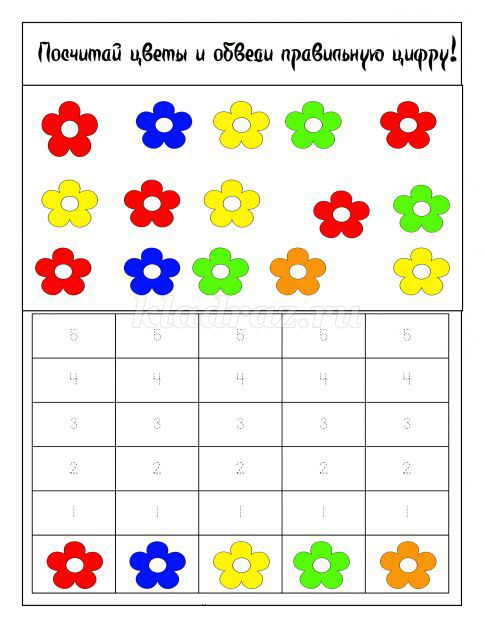 Посчитай цветы и обведи правильную цифру!
kladraz.ru
5 5 5 5 5
4 4 4 4 4
3 3 3 3 3
2 2 2 2 2
1 1 1 1 1